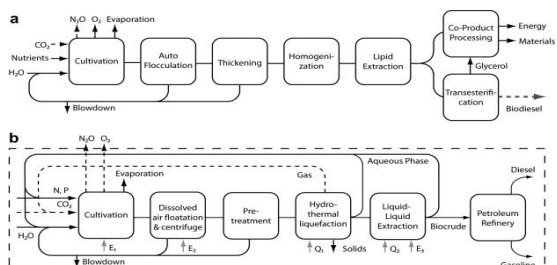 a
N₂O O₂ Evaporation
CO₂
Nutrients
H₂O
Cultivation
Auto
Flocculation
Thickening
Homogeni-
zation
Lipid
Extraction
Co-Product
Processing
Energy
Materials
Glycerol
Transesterifi-
cation
Biodiesel
Blowdown
b
N₂O O₂
Evaporation
Gas
Aqueous Phase
N, P
CO₂
H₂O
Cultivation
Dissolved
air floatation
& centrifuge
Pre-
treatment
Hydro-
thermal
liquefaction
Liquid-
Liquid
Extraction
Biocrude
Petroleum
Refinery
Diesel
Gasoline
E₁
E₂
Q₁
Solids
Q₂
E₃
Blowdown